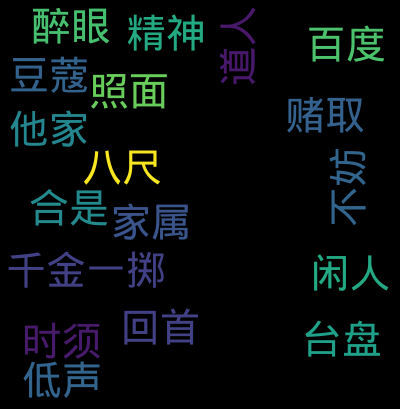 醉眼
精神
道人
百度
豆蔻
照面
他家
赌取
八尺
不妨
合是
家属
千金一掷
闲人
时须
回首
台盘
低声